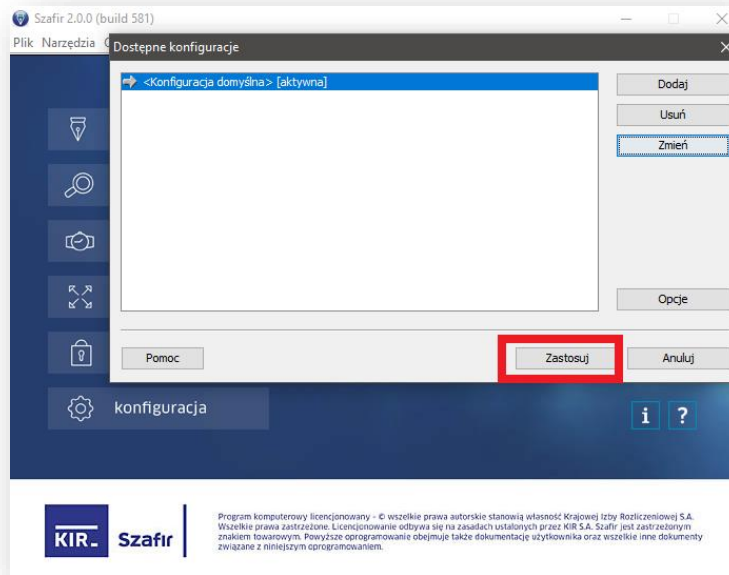 Szafir 2.0.0 (build 581)
Plik Narzędzia
Dostępne konfiguracje
<Konfiguracja domyślna> [aktywna]
Dodaj
Usuń
Zmień
Opcje
Pomoc
Zastosuj
Anuluj
konfiguracja
i ?
KIR Szafir
Program komputerowy licencjonowany - © wszelkie prawa autorskie stanowią własność Krajowej Izby Rozliczeniowej S.A.
Wszelkie prawa zastrzeżone. Licencjonowanie odbywa się na zasadach ustalonych przez KIR S.A. Szafir jest zastrzeżonym
znakiem towarowym. Powyższe oprogramowanie obejmuje także dokumentację użytkownika oraz wszelkie inne dokumenty
związane z niniejszym oprogramowaniem.